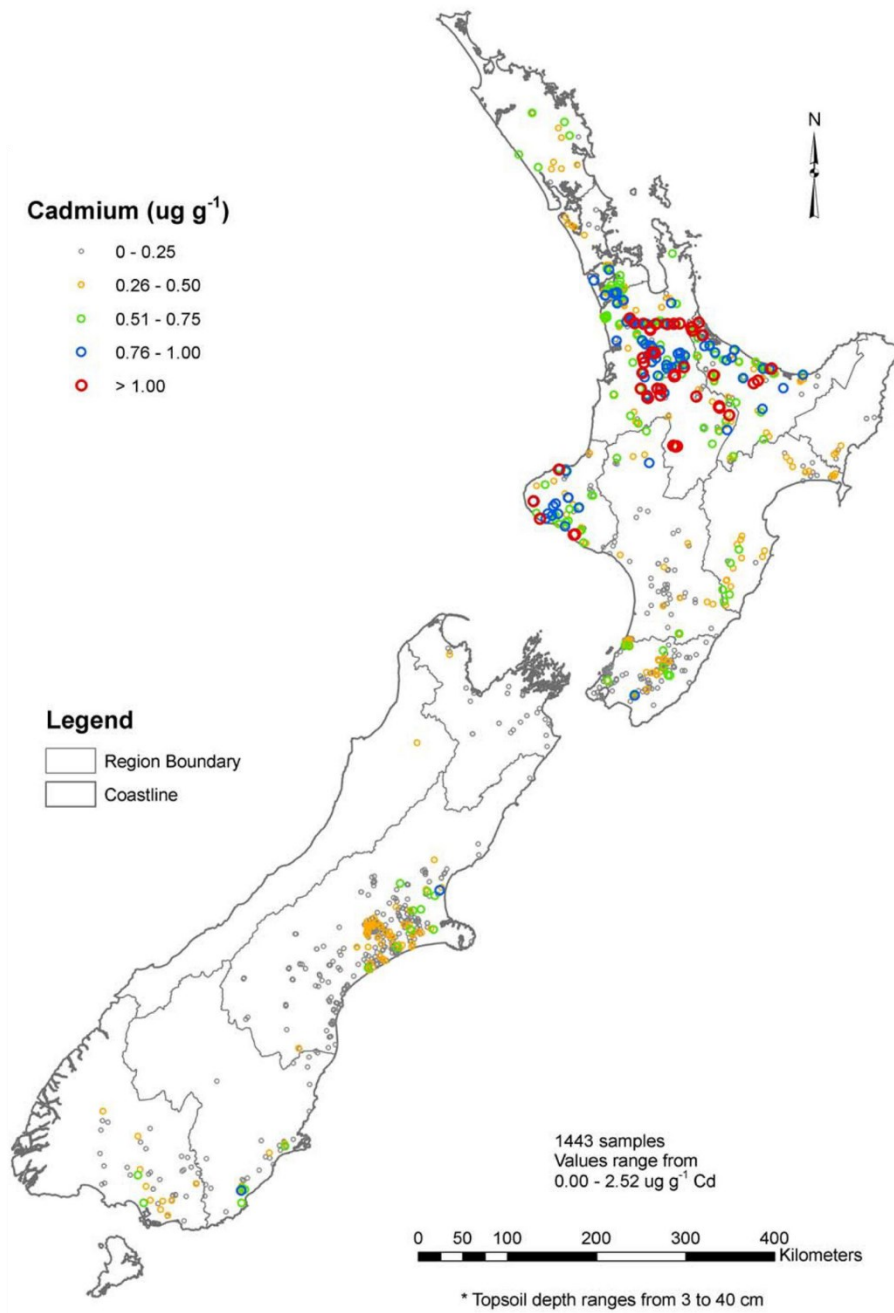 N
Cadmium (ug g⁻¹)
0 - 0.25
0.26 - 0.50
0.51 - 0.75
0.76 - 1.00
> 1.00
Legend
Region Boundary
Coastline
1443 samples
Values range from
0.00 - 2.52 ug g⁻¹ Cd
0 100 200 300 400
Kilometers
* Topsoil depth ranges from 3 to 40 cm